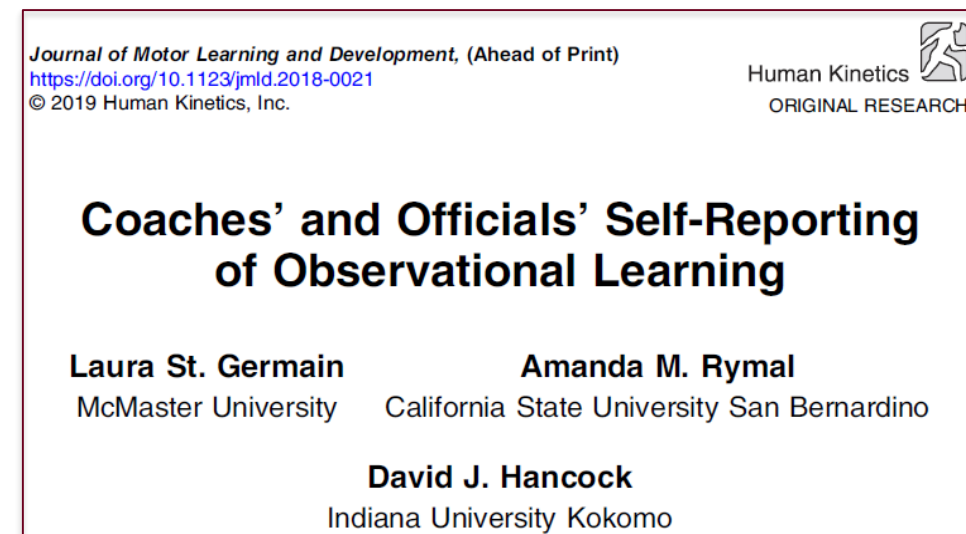 Journal of Motor Learning and Development, (Ahead of Print)
https://doi.org/10.1123/jmld.2018-0021
© 2019 Human Kinetics, Inc.
Human Kinetics
ORIGINAL RESEARCH
Coaches’ and Officials’ Self-Reporting
of Observational Learning
Laura St. Germain
McMaster University
Amanda M. Rymal
California State University San Bernardino
David J. Hancock
Indiana University Kokomo